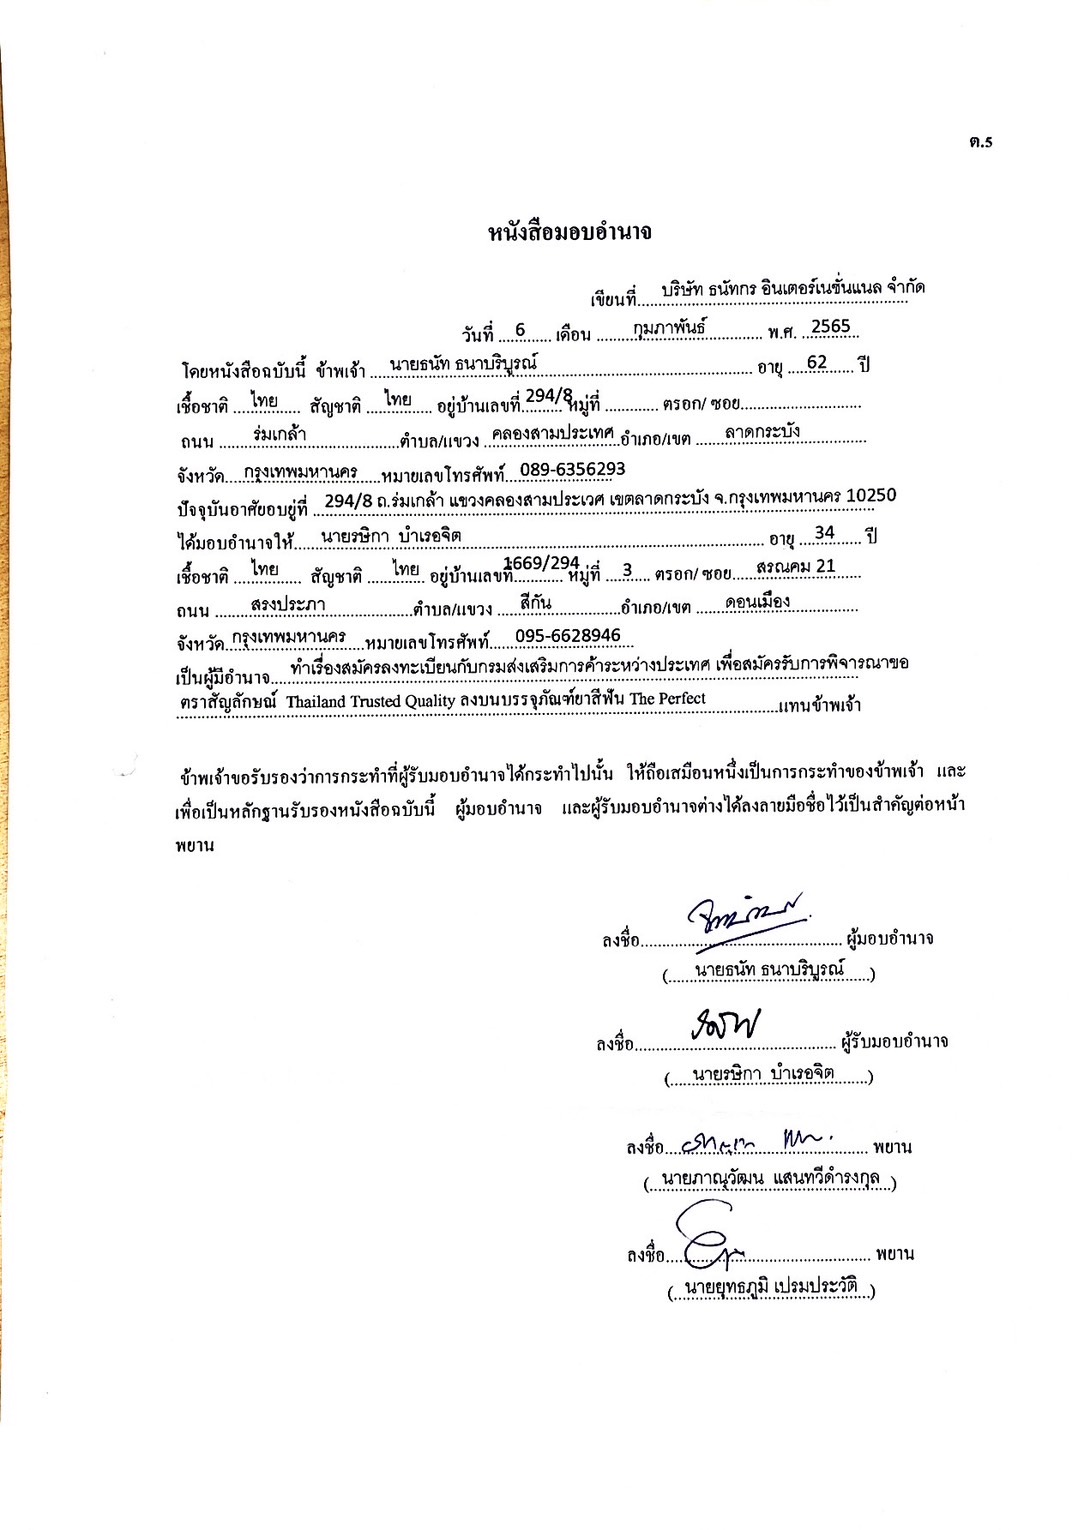 ต.5
หนังสือมอบอำนาจ
เขียนที่ บริษัท ธนัทกร อินเตอร์เนชั่นแนล จำกัด
วันที่ 6 เดือน กุมภาพันธ์ พ.ศ. 2565
โดยหนังสือฉบับนี้ ข้าพเจ้า นายธนัท ธนาบริบูรณ์ อายุ 62 ปี
เชื้อชาติ ไทย สัญชาติ ไทย อยู่บ้านเลขที่ 294/8 หมู่ที่ ............ ตรอก/ ซอย............
ถนน ร่มเกล้า ตำบล/แขวง คลองสามประเทศ อำเภอ/เขต ลาดกระบัง
จังหวัด กรุงเทพมหานคร หมายเลขโทรศัพท์ 089-6356293
ปัจจุบันอาศัยอบยู่ที่ 294/8 ถ.ร่มเกล้า แขวงคลองสามประเวศ เขตลาดกระบัง จ.กรุงเทพมหานคร 10250
ได้มอบอำนาจให้ นายรษิกา บำเรอจิต อายุ 34 ปี
เชื้อชาติ ไทย สัญชาติ ไทย อยู่บ้านเลขที่ 1669/294 หมู่ที่ 3 ตรอก/ ซอย สรณคม 21
ถนน สรงประภา ตำบล/แขวง สีกัน อำเภอ/เขต ดอนเมือง
จังหวัด กรุงเทพมหานคร หมายเลขโทรศัพท์ 095-6628946
เป็นผู้มีอำนาจ ทำเรื่องสมัครลงทะเบียนกับกรมส่งเสริมการค้าระหว่างประเทศ เพื่อสมัครรับการพิจารณาขอ
ตราสัญลักษณ์ Thailand Trusted Quality ลงบนบรรจุภัณฑ์ยาสีฟัน The Perfect แทนข้าพเจ้า
ข้าพเจ้าขอรับรองว่าการกระทำที่ผู้รับมอบอำนาจได้กระทำไปนั้น ให้ถือเสมือนหนึ่งเป็นการกระทำของข้าพเจ้า และ
เพื่อเป็นหลักฐานรับรองหนังสือฉบับนี้ ผู้มอบอำนาจ และผู้รับมอบอำนาจต่างได้ลงลายมือชื่อไว้เป็นสำคัญต่อหน้า
พยาน
ลงชื่อ............ ผู้มอบอำนาจ
( นายธนัท ธนาบริบูรณ์ )
ลงชื่อ............ ผู้รับมอบอำนาจ
( นายรษิกา บำเรอจิต )
ลงชื่อ............ พยาน
( นายภาณุวัฒน แสนทวีดำรงกุล )
ลงชื่อ............ พยาน
( นายยุทธภูมิ เปรมประวัติ )